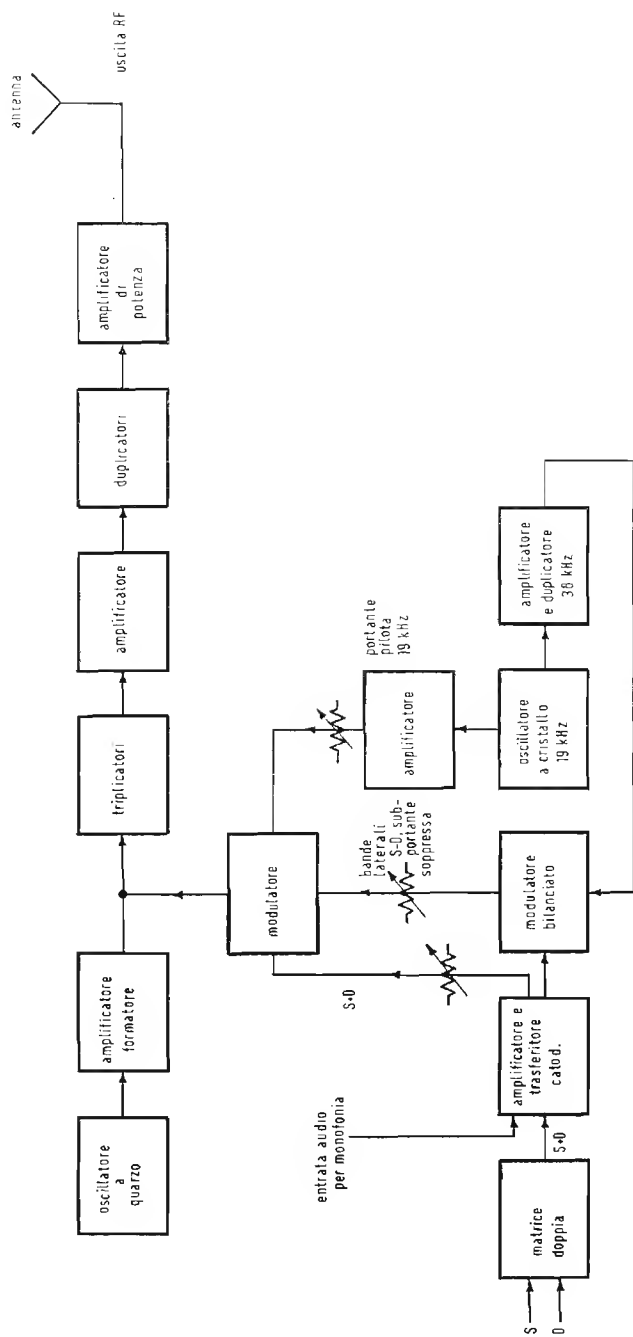 antenna
uscita RF
oscillatore
a
quarzo
amplificatore
formatore
triplicatori
amplificatore
duplicatori
amplificatore
di
potenza
modulatore
S+D
bande
laterali
S-D, sub-
portante
soppressa
portante
pilota
19 kHz
amplificatore
entrata audio
per monofonia
S
D
matrice
doppia
S+D
amplificatore e
trasferitore
catod.
modulatore
bilanciato
oscillatore
a cristallo
19 kHz
amplificatore
e duplicatore
38 kHz